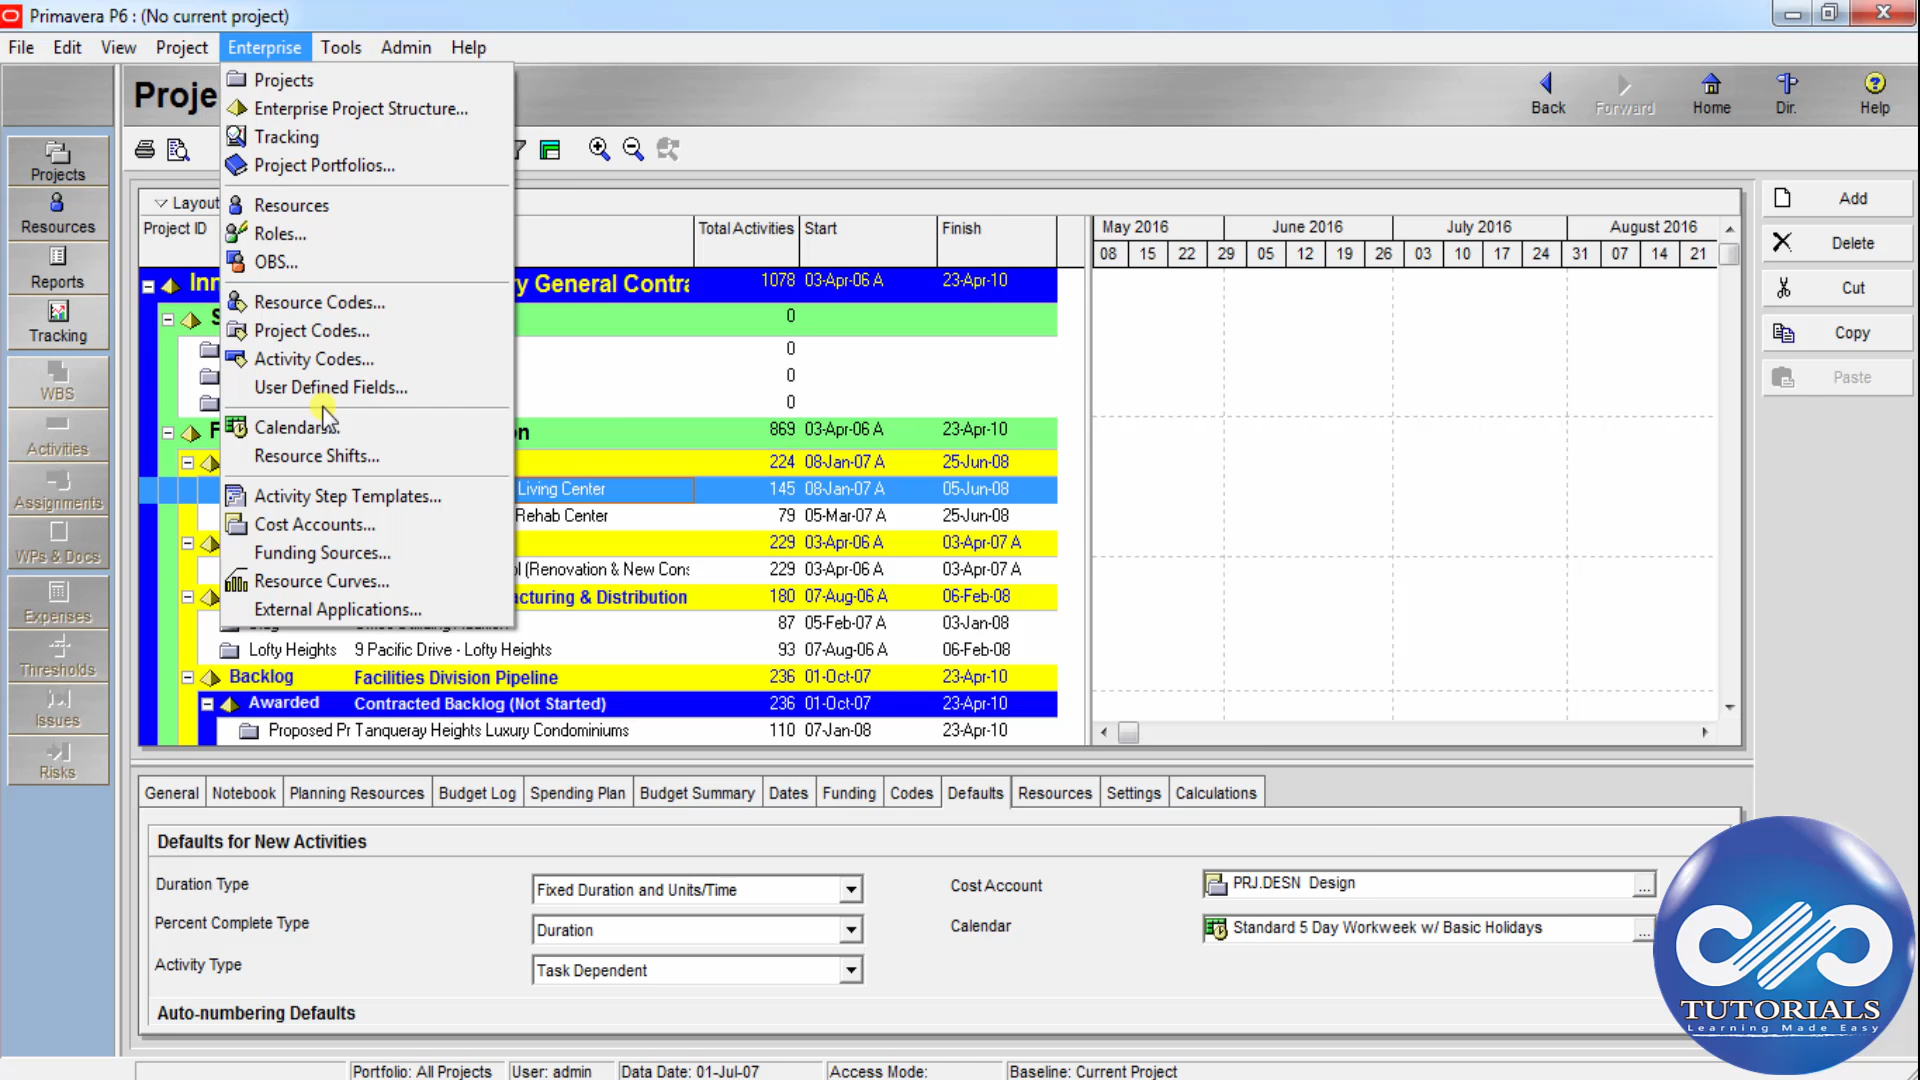 Primavera P6 : (No current project)
File Edit View Project Enterprise Tools Admin Help
Proje
Back Forward Home Dir. Help
Projects
Enterprise Project Structure...
Tracking
Project Portfolios...
Resources
Roles...
OBS...
Resource Codes...
Project Codes...
Activity Codes...
User Defined Fields...
Calendar
Resource Shifts...
Activity Step Templates...
Cost Accounts...
Funding Sources...
Resource Curves...
External Applications...
Projects
Resources
Reports
Tracking
WBS
Activities
Assignments
WPs & Docs
Expenses
Thresholds
Issues
Risks
Layout
Project ID Total Activities Start Finish
May 2016 June 2016 July 2016 August 2016
08 15 22 29 05 12 19 26 03 10 17 24 31 07 14 21
Inn y General Contra 1078 03-Apr-06 A 23-Apr-10
S 0
0
0
0
F on 869 03-Apr-06 A 23-Apr-10
224 08-Jan-07 A 25-Jun-08
Living Center 145 08-Jan-07 A 05-Jun-08
Rehab Center 79 05-Mar-07 A 25-Jun-08
229 03-Apr-06 A 03-Apr-07 A
ol (Renovation & New Cons 229 03-Apr-06 A 03-Apr-07 A
acturing & Distribution 180 07-Aug-06 A 06-Feb-08
87 05-Feb-07 A 03-Jan-08
Lofty Heights 9 Pacific Drive - Lofty Heights 93 07-Aug-06 A 06-Feb-08
Backlog Facilities Division Pipeline 236 01-Oct-07 23-Apr-10
Awarded Contracted Backlog (Not Started) 236 01-Oct-07 23-Apr-10
Proposed Pr Tanqueray Heights Luxury Condominiums 110 07-Jan-08 23-Apr-10
Add
Delete
Cut
Copy
Paste
General Notebook Planning Resources Budget Log Spending Plan Budget Summary Dates Funding Codes Defaults Resources Settings Calculations
Defaults for New Activities
Duration Type Fixed Duration and Units/Time Cost Account PRJ.DESN Design ...
Percent Complete Type Duration Calendar Standard 5 Day Workweek w/ Basic Holidays ...
Activity Type Task Dependent
Auto-numbering Defaults
TUTORIALS
Learning Made Easy
Portfolio: All Projects User: admin Data Date: 01-Jul-07 Access Mode: Baseline: Current Project